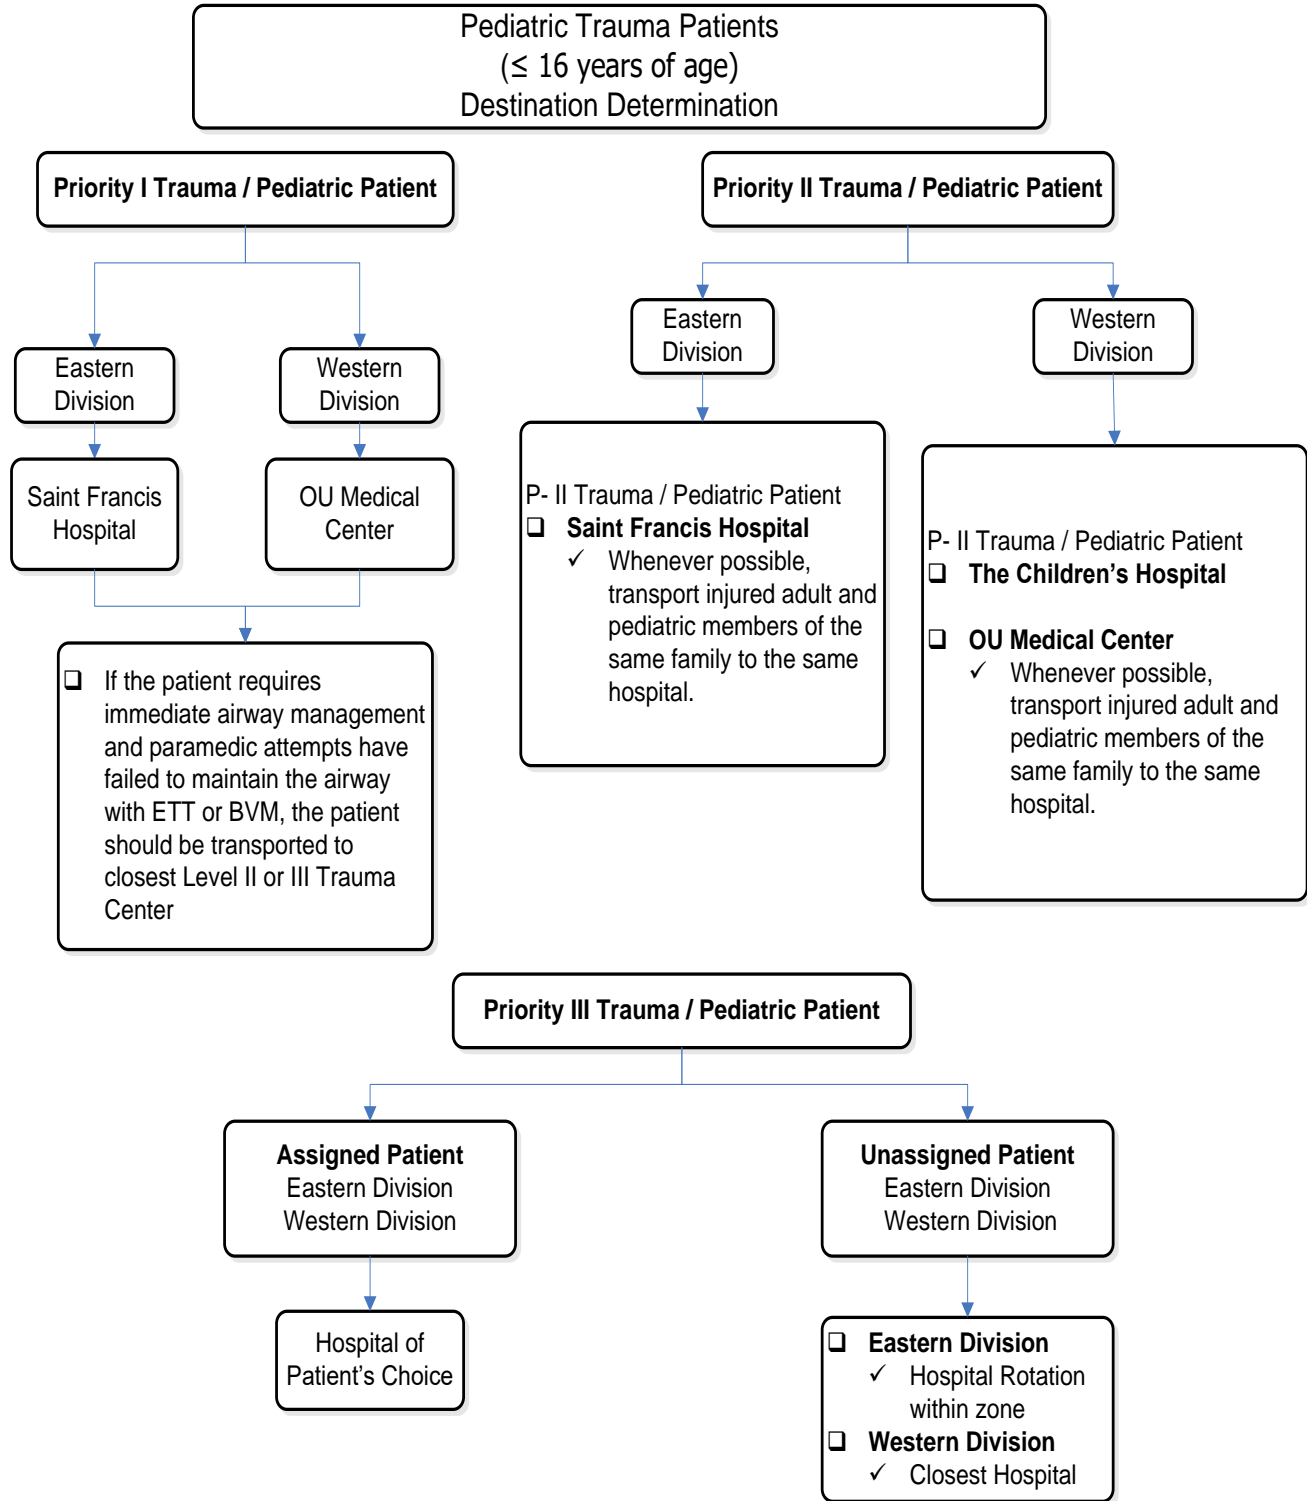 Pediatric Trauma Patients
(≤ 16 years of age)
Destination Determination
Priority I Trauma / Pediatric Patient
Eastern
Division
Western
Division
Saint Francis
Hospital
OU Medical
Center
❑ If the patient requires
immediate airway management
and paramedic attempts have
failed to maintain the airway
with ETT or BVM, the patient
should be transported to
closest Level II or III Trauma
Center
Priority II Trauma / Pediatric Patient
Eastern
Division
Western
Division
P- II Trauma / Pediatric Patient
❑ Saint Francis Hospital
✓ Whenever possible,
transport injured adult and
pediatric members of the
same family to the same
hospital.
P- II Trauma / Pediatric Patient
❑ The Children's Hospital
❑ OU Medical Center
✓ Whenever possible,
transport injured adult and
pediatric members of the
same family to the same
hospital.
Priority III Trauma / Pediatric Patient
Assigned Patient
Eastern Division
Western Division
Hospital of
Patient's Choice
Unassigned Patient
Eastern Division
Western Division
❑ Eastern Division
✓ Hospital Rotation
within zone
❑ Western Division
✓ Closest Hospital